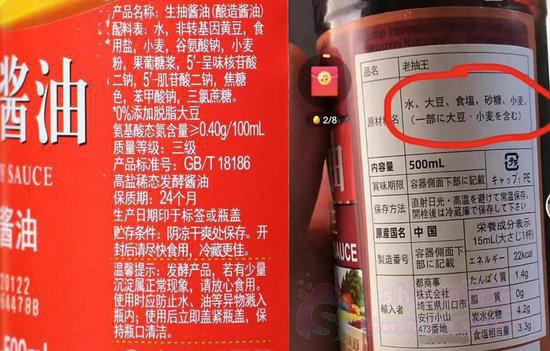 酱油
SAUCE
酱油
20122
64478B
产品名称：生抽酱油(酿造酱油)
配料表：水，非转基因黄豆，食
用盐，小麦，谷氨酸钠，小麦
粉，果葡糖浆，5′-呈味核苷酸
二钠，5′-肌苷酸二钠，焦糖
色，苯甲酸钠，三氯蔗糖。
*0%添加脱脂大豆
氨基酸态氮含量≥0.40g/100mL
质量等级：三级
产品标准号：GB/T 18186
高盐稀态发酵酱油
保质期：24个月
生产日期印于标签或瓶盖
贮存条件：阴凉干爽处保存。开
封后请尽快食用，冷藏更佳。
温馨提示：发酵产品，若有少量
沉淀属正常现象，请放心食用。
使用时应防止水、油等异物溅入
瓶内；使用后立即盖紧瓶盖，保
持瓶口清洁。
2/8
油
SAUCE
品名
老抽王
原材料名
水、大豆、食塩、砂糖、小麦、
(一部に大豆・小麦を含む)
内容量
500mL
賞味期限
容器側面下部に記載
キャップ: PE
保存方法
直射日光・高温を避けて常温保存。
開栓後は冷蔵庫で保存して下さい
原産国名
中国
製造番号
容器側面下部に記載
輸入者
都商事
株式会社
埼玉県川口市
安行小山
473番地
栄養成分表示
15mL(大さじ1杯)
エネルギー
22kcal
たんぱく質
1.4g
脂質
0g
炭水化物
4.2g
食塩相当量
3.3g